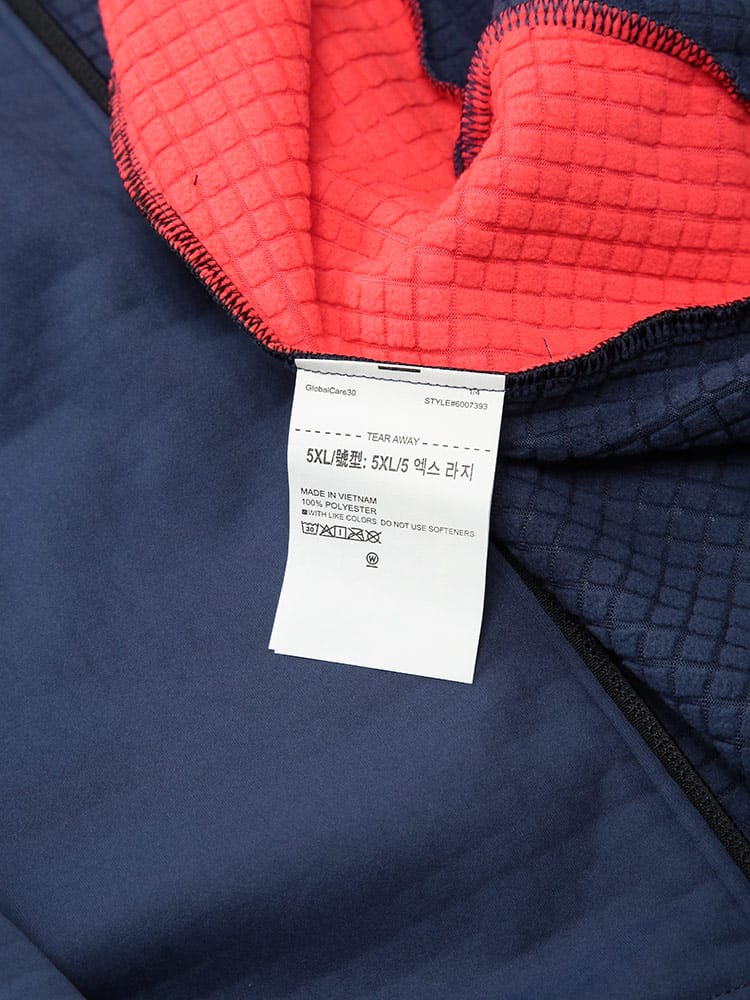 GlobalCare30
1/4
STYLE#6007393
TEAR AWAY
5XL/號型: 5XL/5 엑스 라지
MADE IN VIETNAM
100% POLYESTER
WITH LIKE COLORS. DO NOT USE SOFTENERS
30
W